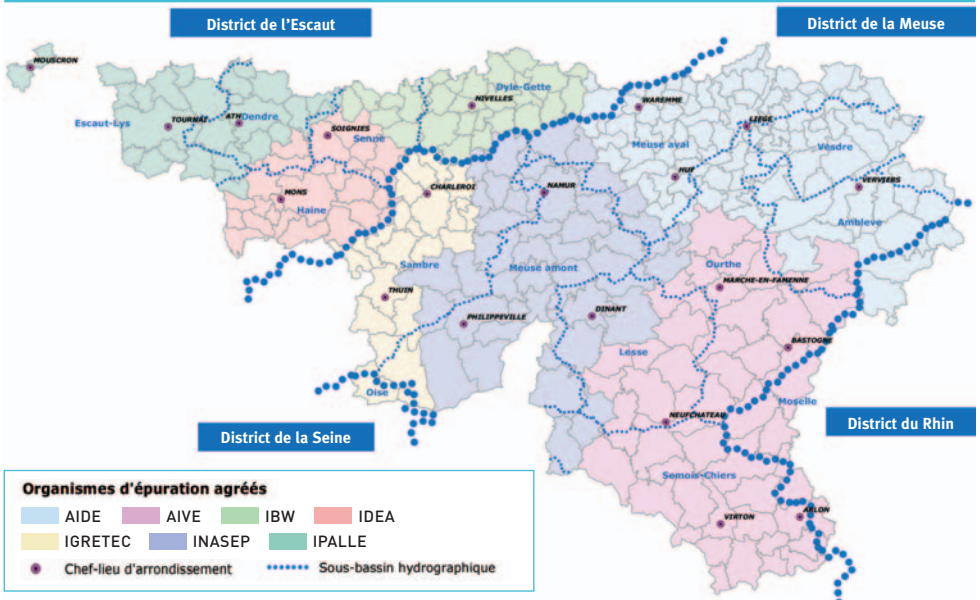 District de l'Escaut
District de la Meuse
MOUSCRON
Dyle-Gette
NIVELLES
WAREMME
Escaut-Lys
TOURNAI
ATH
Dendre
SOIGNIES
Senne
LIEGE
Meuse aval
Vesdre
HUY
VERVIERS
MONS
CHARLEROI
NAMUR
Haine
Amblève
Sambre
Meuse amont
Ourthe
MARCHE-EN-FAMENNE
THUIN
PHILIPPEVILLE
DINANT
BASTOGNE
Lesse
Oise
Moselle
NEUFCHATEAU
District de la Seine
District du Rhin
Semois-Chiers
VIRTON
ARLON
Organismes d'épuration agréés
AIDE AIVE IBW IDEA
IGRETEC INASEP IPALLE
Chef-lieu d'arrondissement Sous-bassin hydrographique